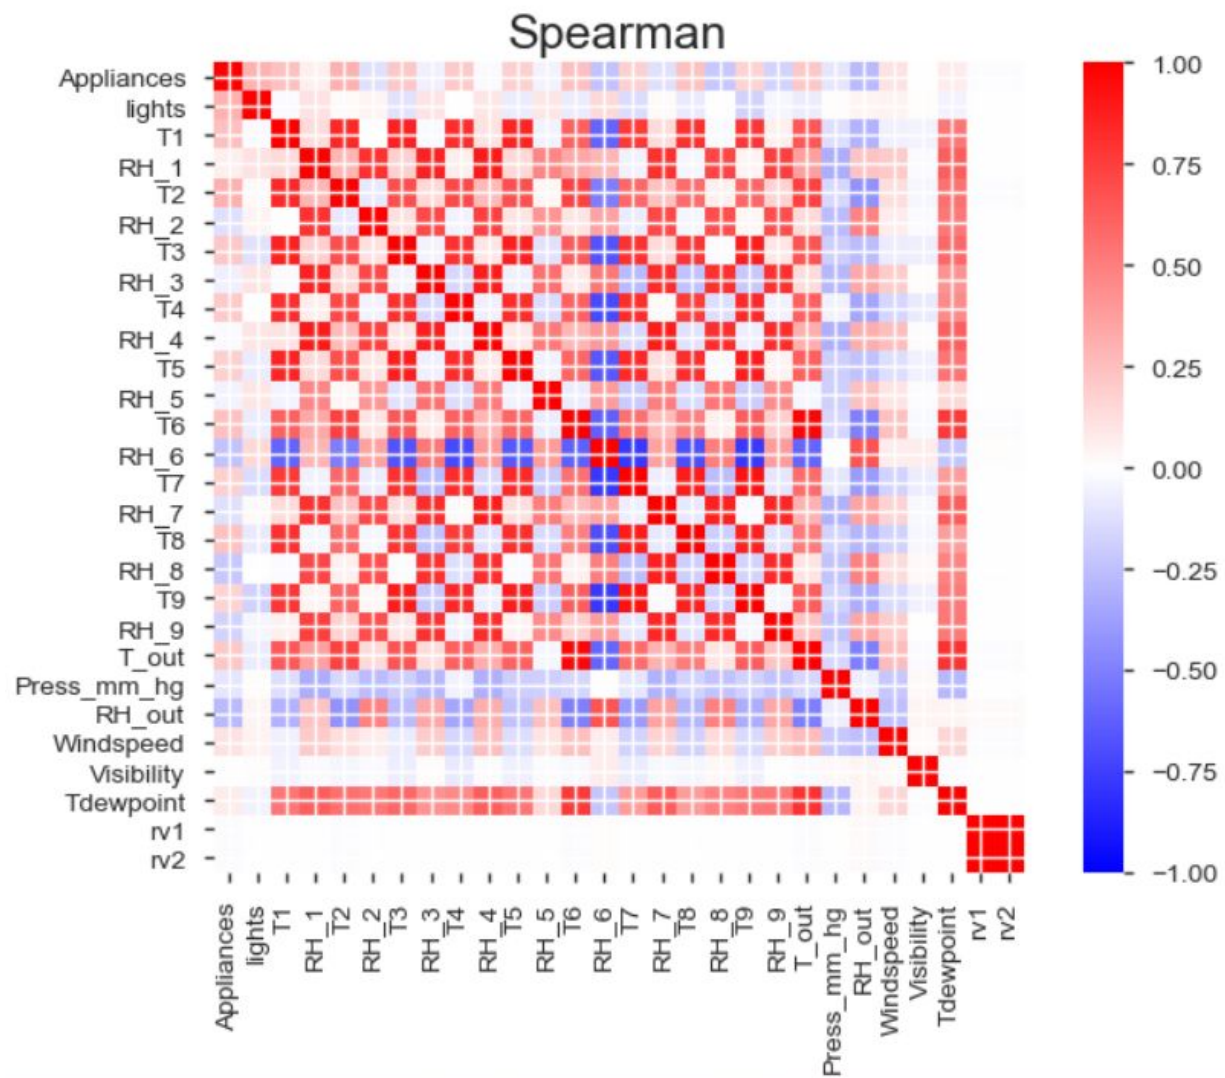 Spearman
Appliances
lights
T1
RH_1
T2
RH_2
T3
RH_3
T4
RH_4
T5
RH_5
T6
RH_6
T7
RH_7
T8
RH_8
T9
RH_9
T_out
Press_mm_hg
RH_out
Windspeed
Visibility
Tdewpoint
rv1
rv2
1.00
0.75
0.50
0.25
0.00
−0.25
−0.50
−0.75
−1.00
Appliances
lights
T1
RH_1
T2
RH_2
T3
RH_3
T4
RH_4
T5
RH_5
T6
RH_6
T7
RH_7
T8
RH_8
T9
RH_9
T_out
Press_mm_hg
RH_out
Windspeed
Visibility
Tdewpoint
rv1
rv2